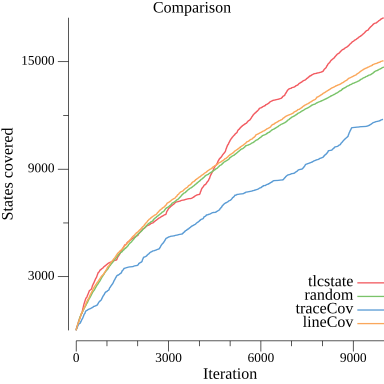 Comparison
States covered
15000
9000
3000
tlcstate
random
traceCov
lineCov
0
3000
6000
9000
Iteration